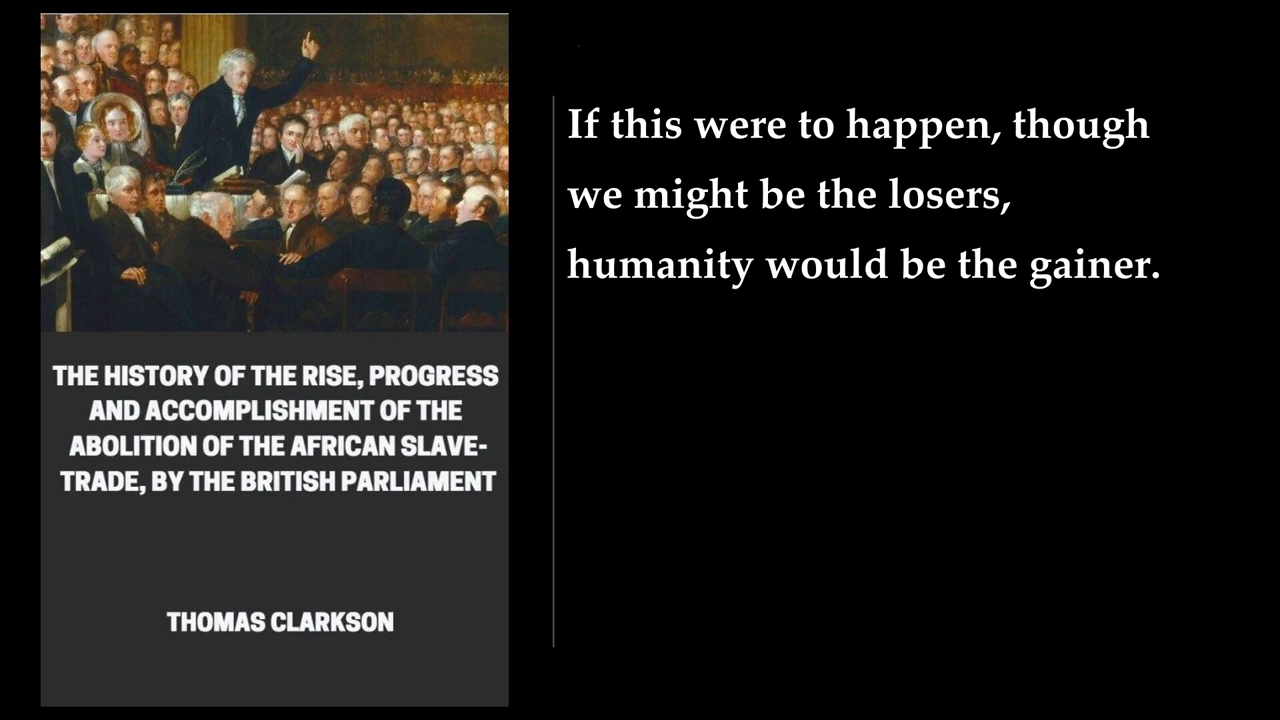 THE HISTORY OF THE RISE, PROGRESS
AND ACCOMPLISHMENT OF THE
ABOLITION OF THE AFRICAN SLAVE-
TRADE, BY THE BRITISH PARLIAMENT
THOMAS CLARKSON
If this were to happen, though
we might be the losers,
humanity would be the gainer.